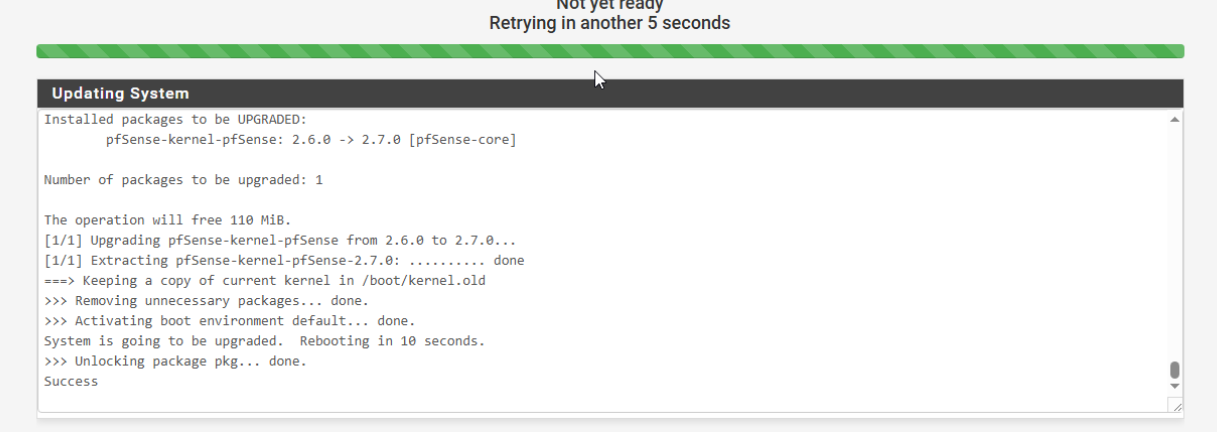 Not yet ready
Retrying in another 5 seconds
Updating System
Installed packages to be UPGRADED:
pfSense-kernel-pfSense: 2.6.0 -> 2.7.0 [pfSense-core]
Number of packages to be upgraded: 1
The operation will free 110 MiB.
[1/1] Upgrading pfSense-kernel-pfSense from 2.6.0 to 2.7.0...
[1/1] Extracting pfSense-kernel-pfSense-2.7.0: .......... done
===> Keeping a copy of current kernel in /boot/kernel.old
>>> Removing unnecessary packages... done.
>>> Activating boot environment default... done.
System is going to be upgraded.  Rebooting in 10 seconds.
>>> Unlocking package pkg... done.
Success